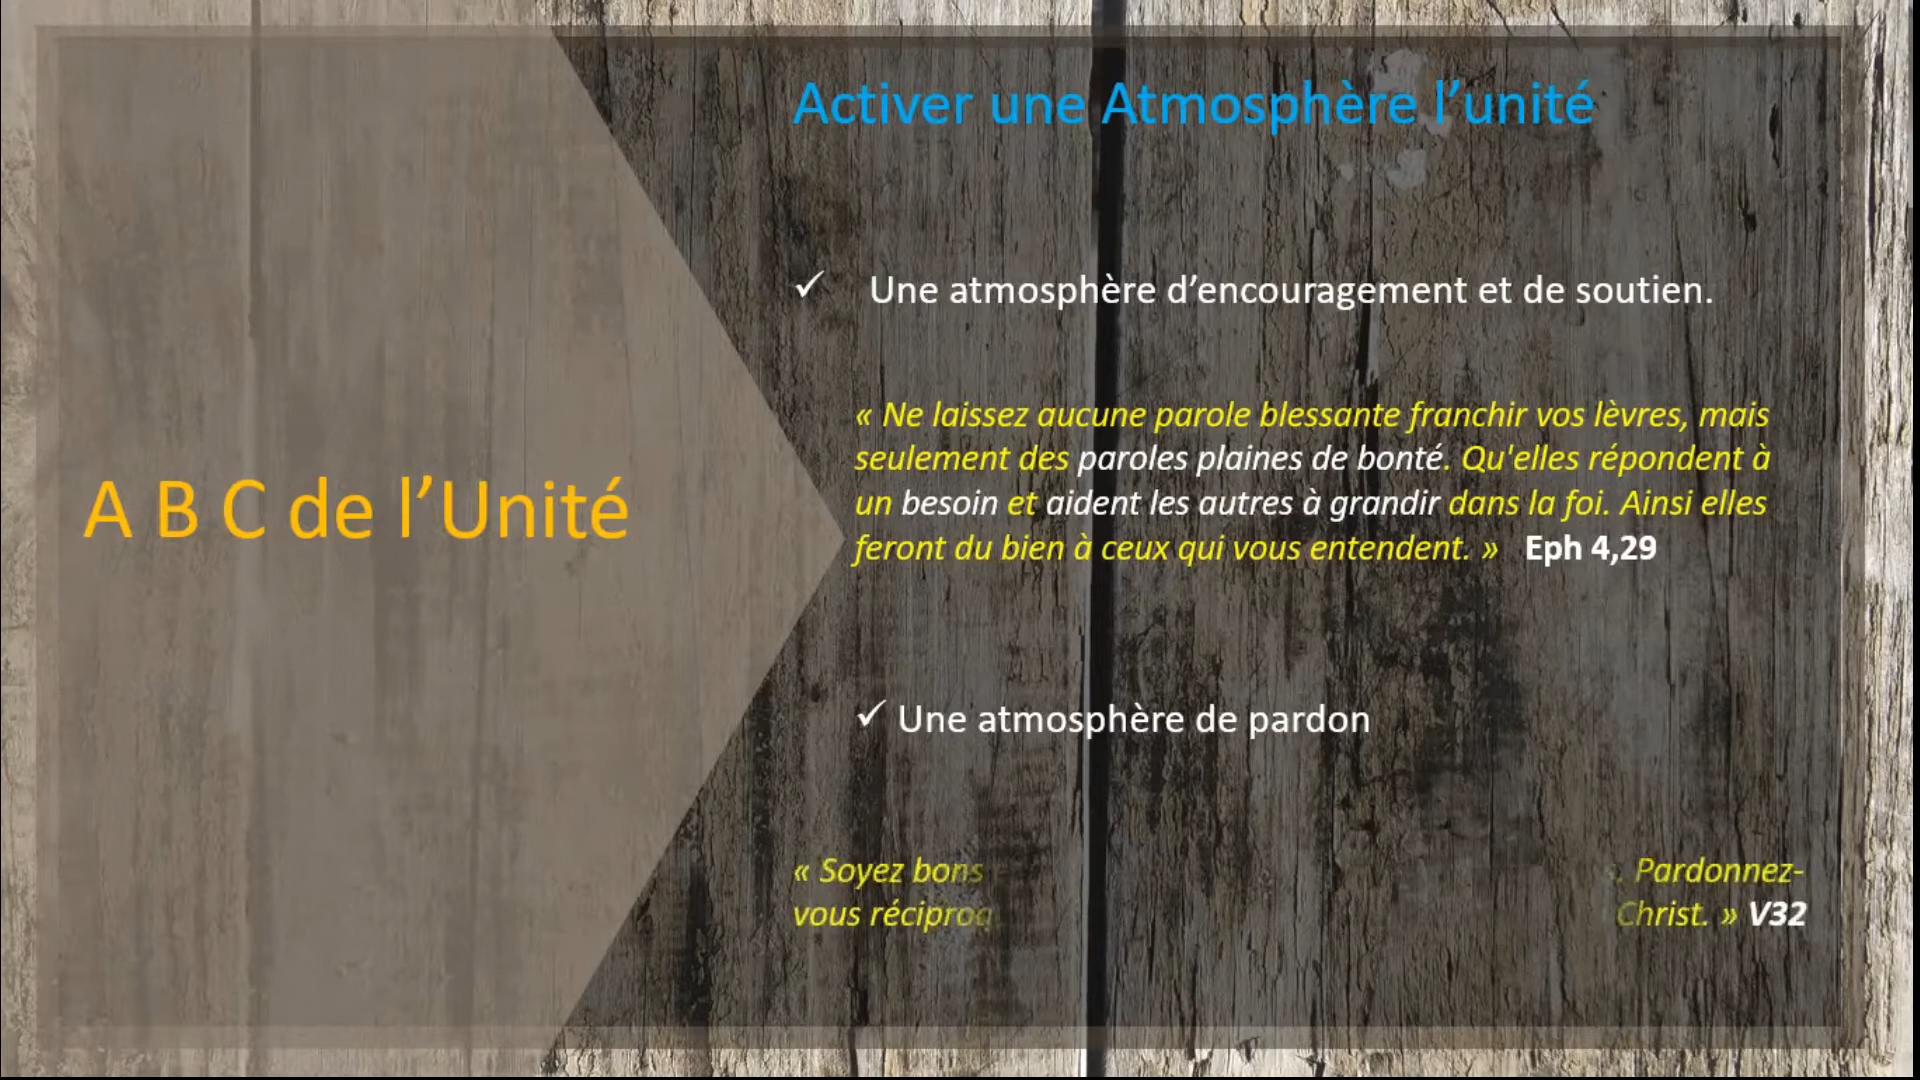 A B C de l’Unité
Activer une Atmosphère l’unité
✓ Une atmosphère d’encouragement et de soutien.
« Ne laissez aucune parole blessante franchir vos lèvres, mais
seulement des paroles plaines de bonté. Qu'elles répondent à
un besoin et aident les autres à grandir dans la foi. Ainsi elles
feront du bien à ceux qui vous entendent. » Eph 4,29
✓ Une atmosphère de pardon
« Soyez bons . Pardonnez-
vous Christ. » V32